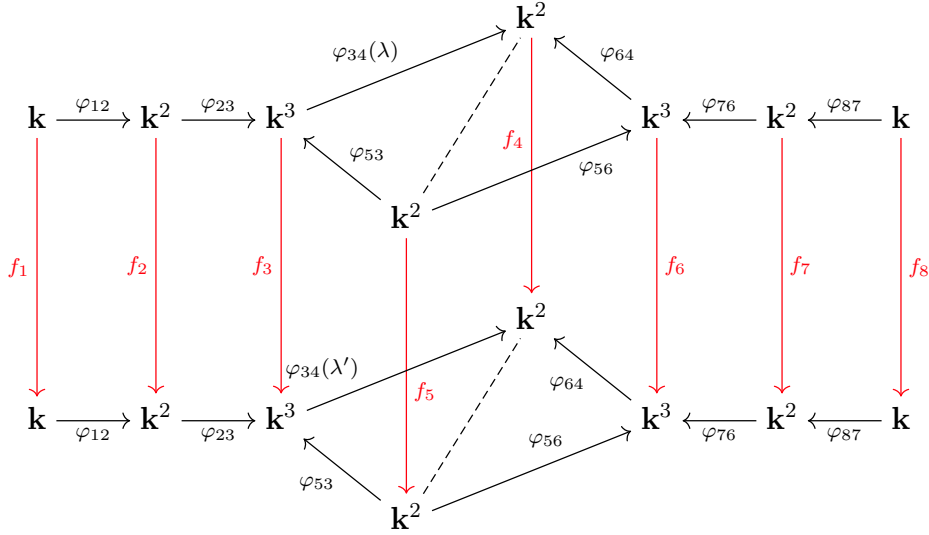 k²
φ₃₄(λ) φ₆₄
k φ₁₂ k² φ₂₃ k³ k³ φ₇₆ k² φ₈₇ k
f₄
φ₅₃ φ₅₆
k²
f₁ f₂ f₃ f₆ f₇ f₈
k²
φ₃₄(λ′) φ₆₄
f₅
k φ₁₂ k² φ₂₃ k³ k³ φ₇₆ k² φ₈₇ k
φ₅₆
φ₅₃
k²